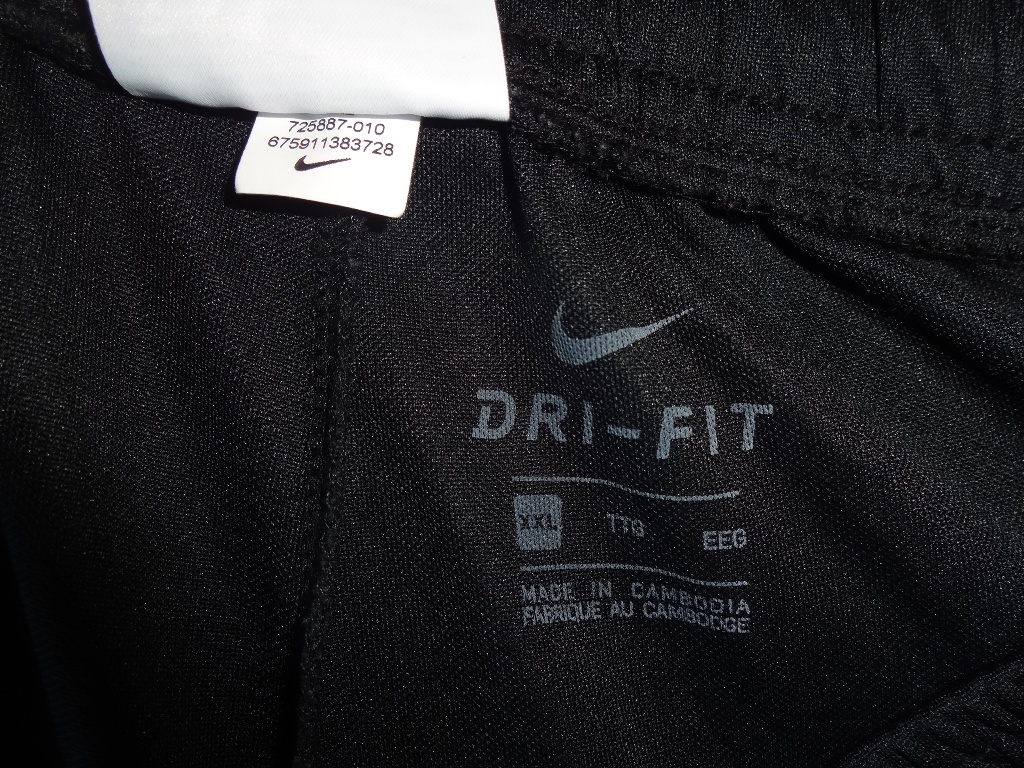 725887-010
675911383728
DRI-FIT
XXL TTG EEG
MADE IN CAMBODIA
FABRIQUE AU CAMBODGE